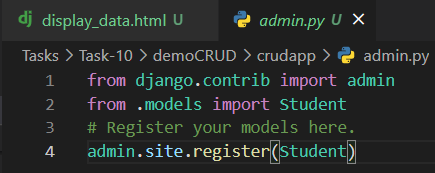 dj display_data.html U admin.py U ×
Tasks > Task-10 > demoCRUD > crudapp > admin.py
1 from django.contrib import admin
2 from .models import Student
3 # Register your models here.
4 admin.site.register(Student)